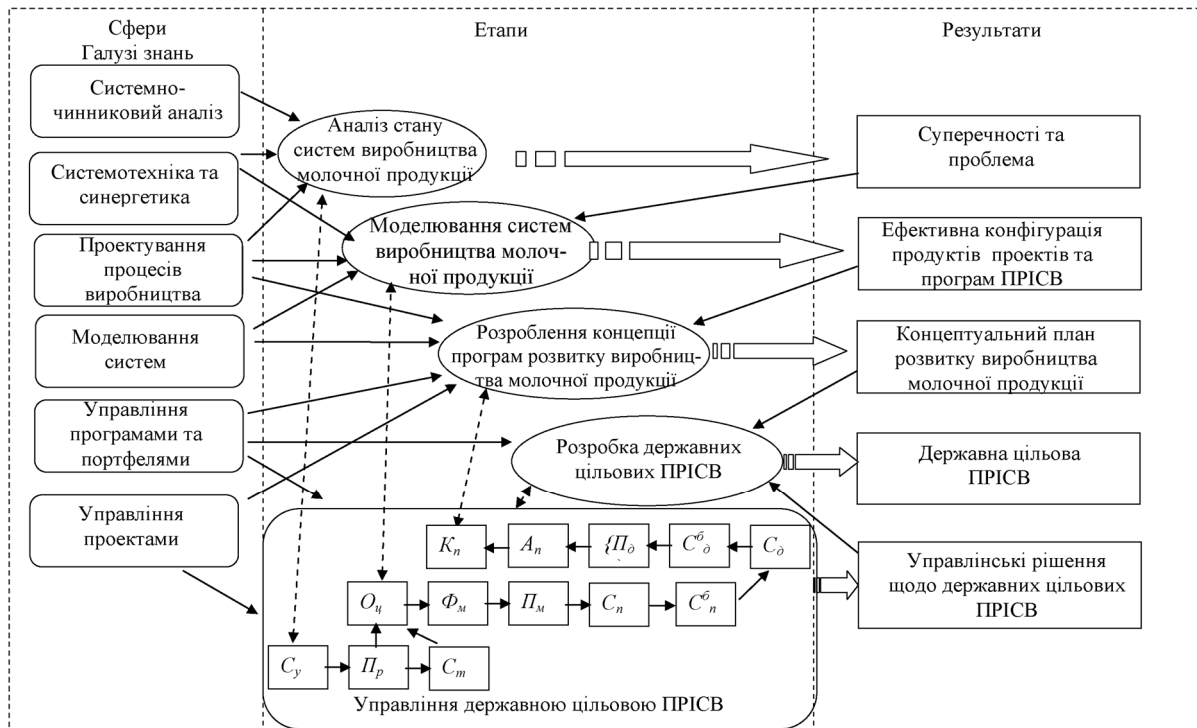 Сфери
Галузі знань
Етапи
Результати
Системно-
чинниковий аналіз
Системотехніка та
синергетика
Проектування
процесів
виробництва
Моделювання
систем
Управління
програмами та
портфелями
Управління
проектами
Аналіз стану
систем виробництва
молочної продукції
Моделювання систем
виробництва молоч-
ної продукції
Розроблення концепції
програм розвитку виробниц-
тва молочної продукції
Розробка державних
цільових ПРІСВ
Суперечності та
проблема
Ефективна конфігурація
продуктів проектів та
програм ПРІСВ
Концептуальний план
розвитку виробництва
молочної продукції
Державна цільова
ПРІСВ
Управлінські рішення
щодо державних цільових
ПРІСВ
Кп Ап {Пд Сбд Сд
Оц Фм Пм Сп Сбп
Су Пр Ст
Управління державною цільовою ПРІСВ